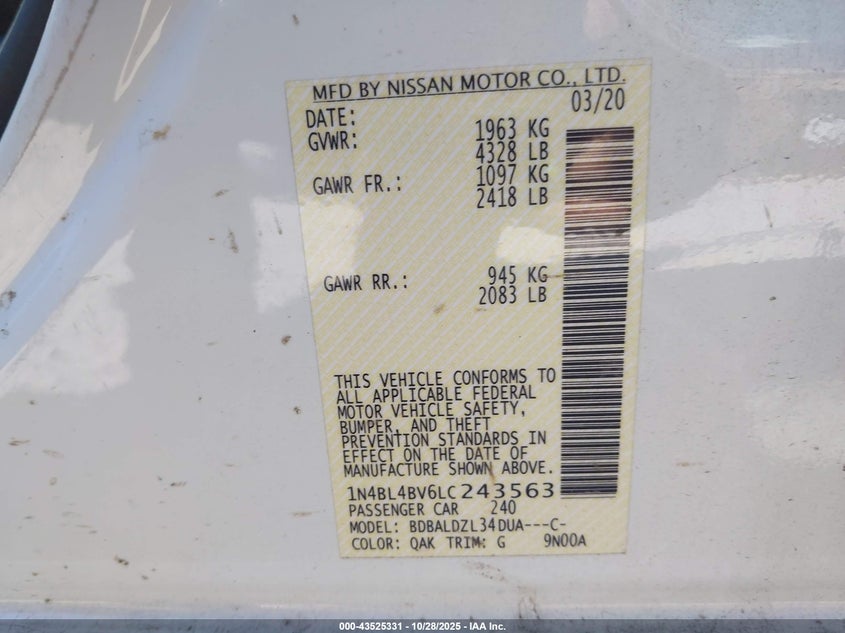 MFD BY NISSAN MOTOR CO., LTD.
DATE: 03/20
GVWR: 1963 KG
4328 LB
GAWR FR.: 1097 KG
2418 LB
GAWR RR.: 945 KG
2083 LB
THIS VEHICLE CONFORMS TO
ALL APPLICABLE FEDERAL
MOTOR VEHICLE SAFETY,
BUMPER, AND THEFT
PREVENTION STANDARDS IN
EFFECT ON THE DATE OF
MANUFACTURE SHOWN ABOVE.
1N4BL4BV6LC243563
PASSENGER CAR 240
MODEL: BDBALDZL34DUA---C-
COLOR: QAK TRIM: G 9N00A
000-43525331 | 10/28/2025 | IAA Inc.